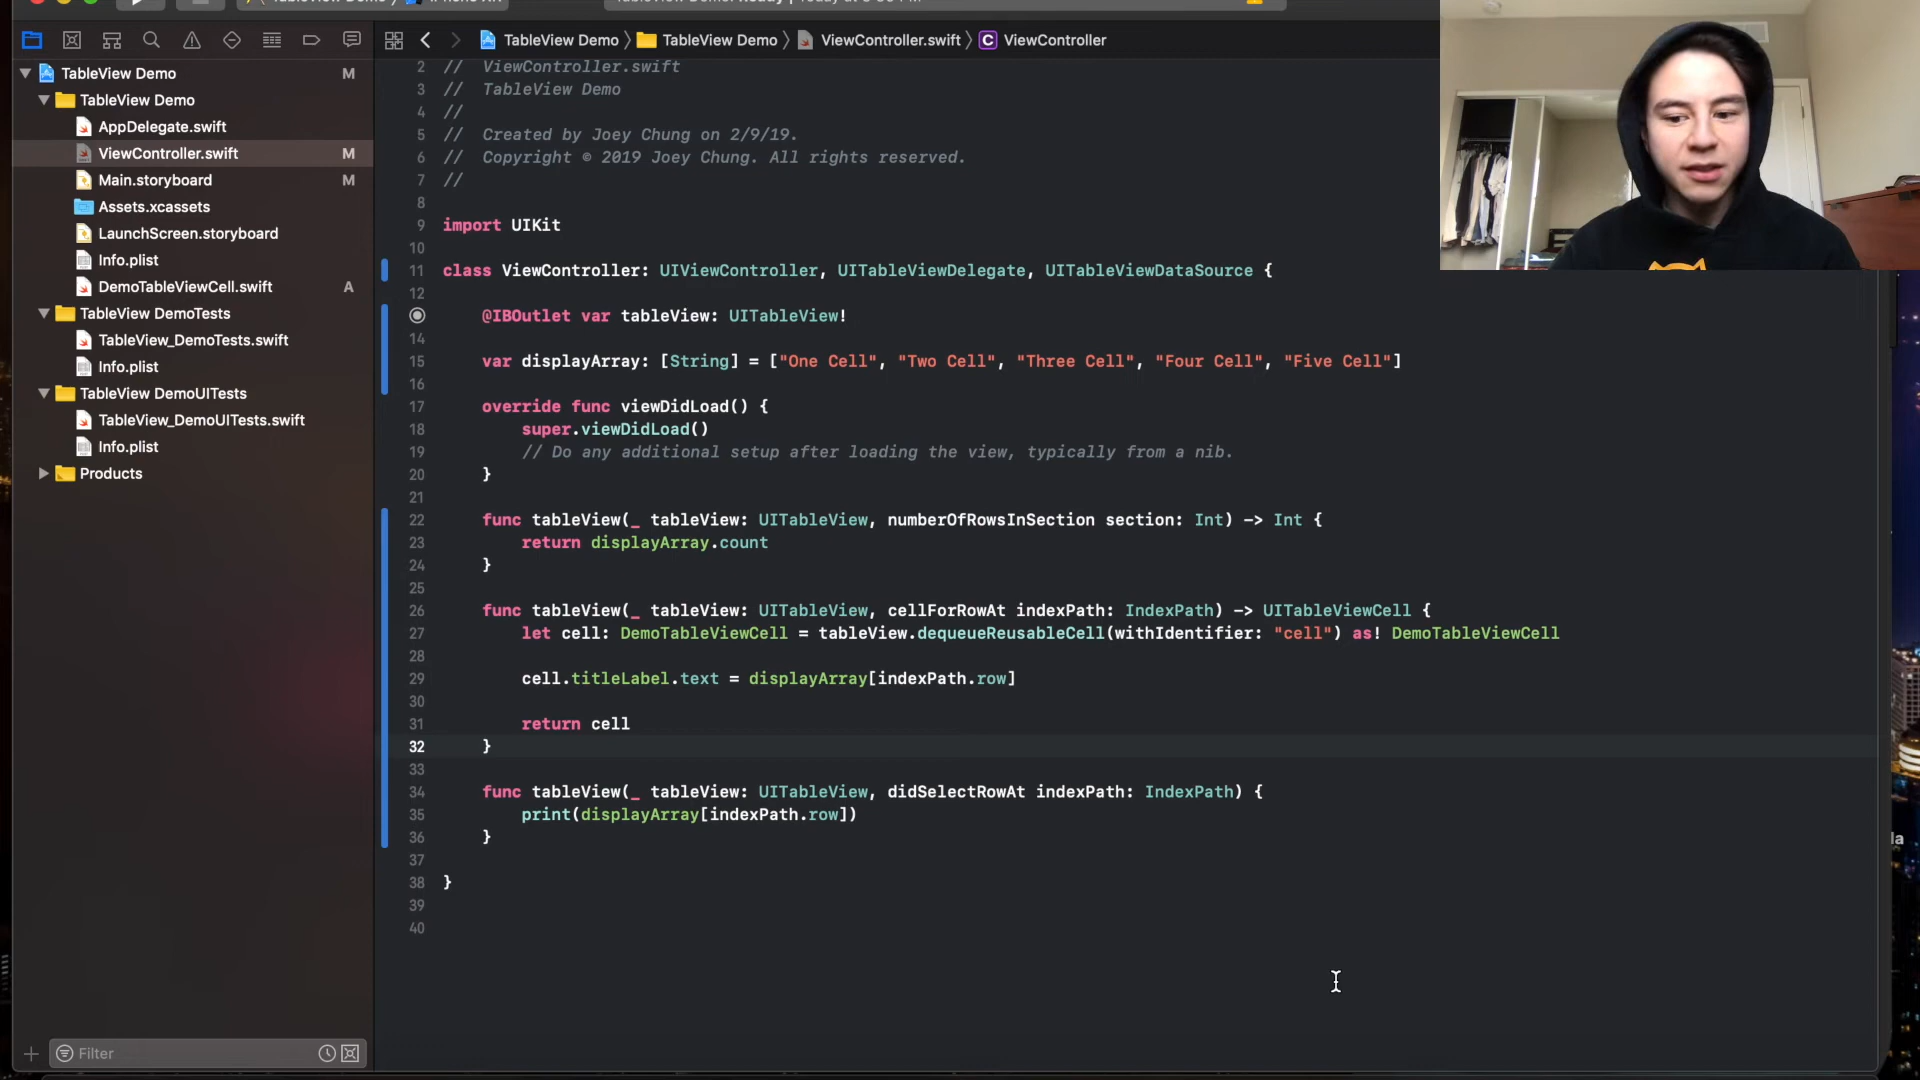 TableView Demo
ViewController.swift
ViewController
TableView Demo
TableView Demo
M
TableView Demo
AppDelegate.swift
ViewController.swift
M
Main.storyboard
M
Assets.xcassets
LaunchScreen.storyboard
Info.plist
DemoTableViewCell.swift
A
TableView DemoTests
TableView_DemoTests.swift
Info.plist
TableView DemoUITests
TableView_DemoUITests.swift
Info.plist
Products
Filter
2 //  ViewController.swift
3 //  TableView Demo
4 //
5 //  Created by Joey Chung on 2/9/19.
6 //  Copyright © 2019 Joey Chung. All rights reserved.
7 //
8
9 import UIKit
10
11 class ViewController: UIViewController, UITableViewDelegate, UITableViewDataSource {
12
@IBOutlet var tableView: UITableView!
14
15 var displayArray: [String] = ["One Cell", "Two Cell", "Three Cell", "Four Cell", "Five Cell"]
16
17 override func viewDidLoad() {
18 super.viewDidLoad()
19 // Do any additional setup after loading the view, typically from a nib.
20 }
21
22 func tableView(_ tableView: UITableView, numberOfRowsInSection section: Int) -> Int {
23 return displayArray.count
24 }
25
26 func tableView(_ tableView: UITableView, cellForRowAt indexPath: IndexPath) -> UITableViewCell {
27 let cell: DemoTableViewCell = tableView.dequeueReusableCell(withIdentifier: "cell") as! DemoTableViewCell
28
29 cell.titleLabel.text = displayArray[indexPath.row]
30
31 return cell
32 }
33
34 func tableView(_ tableView: UITableView, didSelectRowAt indexPath: IndexPath) {
35 print(displayArray[indexPath.row])
36 }
37
38 }
39
40